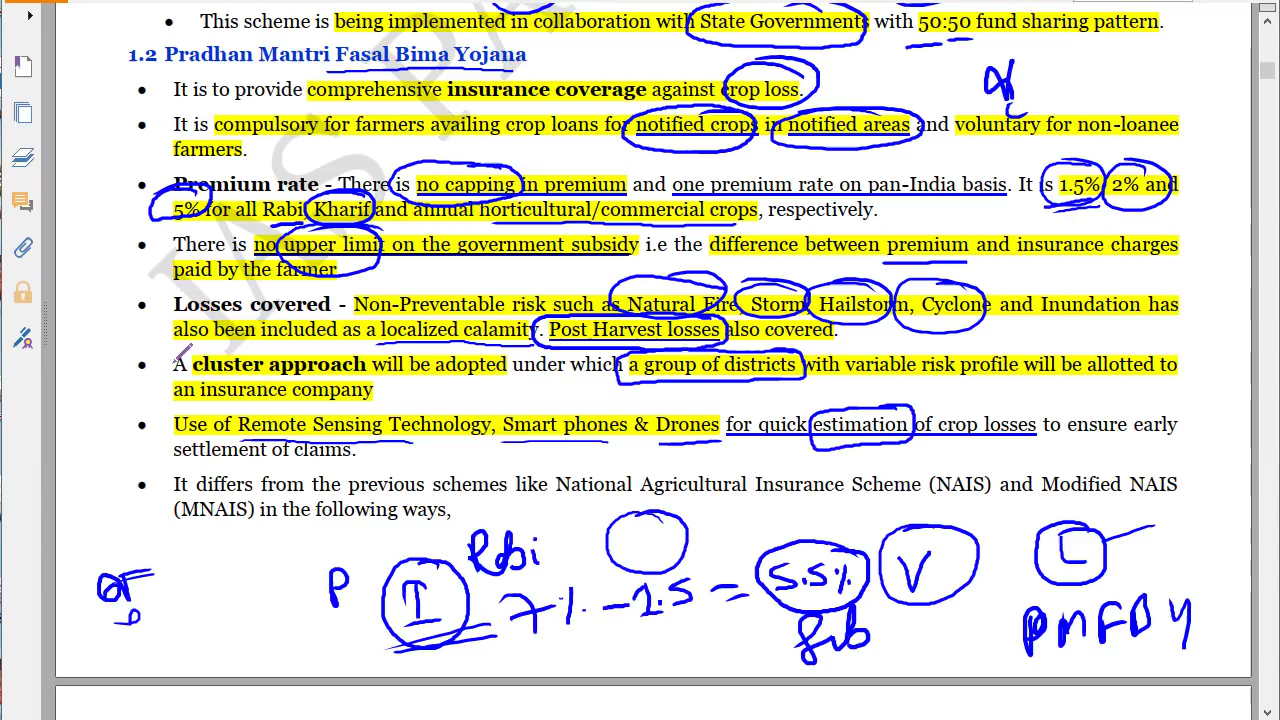 • This scheme is being implemented in collaboration with State Governments with 50:50 fund sharing pattern.
1.2 Pradhan Mantri Fasal Bima Yojana
• It is to provide comprehensive insurance coverage against crop loss.
• It is compulsory for farmers availing crop loans for notified crops in notified areas and voluntary for non-loanee
farmers.
• Premium rate - There is no capping in premium and one premium rate on pan-India basis. It is 1.5% 2% and
5% for all Rabi, Kharif and annual horticultural/commercial crops, respectively.
• There is no upper limit on the government subsidy i.e the difference between premium and insurance charges
paid by the farmer
• Losses covered - Non-Preventable risk such as Natural Fire, Storm, Hailstorm, Cyclone and Inundation has
also been included as a localized calamity. Post Harvest losses also covered.
• A cluster approach will be adopted under which a group of districts with variable risk profile will be allotted to
an insurance company
• Use of Remote Sensing Technology, Smart phones & Drones for quick estimation of crop losses to ensure early
settlement of claims.
• It differs from the previous schemes like National Agricultural Insurance Scheme (NAIS) and Modified NAIS
(MNAIS) in the following ways,
Rabi
P I 7% - 1.5 = 5.5% V L
PMFBY